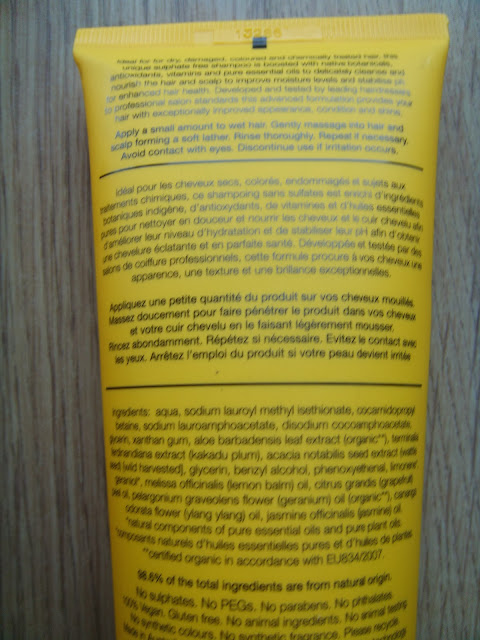 13286
Ideal for for dry, damaged, coloured and chemically treated hair, this
unique sulphate free shampoo is boosted with native botanicals,
antioxidants, vitamins and pure essential oils to delicately cleanse and
nourish the hair and scalp to improve moisture levels and stabilise ph
for enhanced hair health. Developed and tested by leading hairdressers
to professional salon standards this advanced formulation provides your
hair with exceptionally improved appearance, condition and shine.
Apply a small amount to wet hair. Gently massage into hair and
scalp forming a soft lather. Rinse thoroughly. Repeat if necessary.
Avoid contact with eyes. Discontinue use if irritation occurs.
Idéal pour les cheveux secs, colorés, endommagés et sujets aux
traitements chimiques, ce shampoing sans sulfates est enrichi d'ingrédients
botaniques indigène, d'antioxydants, de vitamines et d'huiles essentielles
pures pour nettoyer en douceur et nourrir les cheveux et le cuir chevelu afin
d'améliorer leur niveau d'hydratation et de stabiliser leur pH afin d'obtenir
une chevelure éclatante et en parfaite santé. Développée et testée par des
salons de coiffure professionnels, cette formule procure à vos cheveux une
apparence, une texture et une brillance exceptionnelles.
Appliquez une petite quantité du produit sur vos cheveux mouillés.
Massez doucement pour faire pénétrer le produit dans vos cheveux
et votre cuir chevelu en le faisant légèrement mousser.
Rincez abondamment. Répétez si nécessaire. Evitez le contact avec
les yeux. Arrêtez l'emploi du produit si votre peau devient irritée
ingredients: aqua, sodium lauroyl methyl isethionate, cocamidopropyl
betaine, sodium lauroamphoacetate, disodium cocoamphoacetate,
glycerin, xanthan gum, aloe barbadensis leaf extract (organic**), terminalia
ferdinandiana extract (kakadu plum), acacia notabilis seed extract (wattle
seed [wild harvested], glycerin, benzyl alcohol, phenoxyethenal, limonene*
geraniol*, melissa officinalis (lemon balm) oil, citrus grandis (grapefruit
peel oil, pelargonium graveolens flower (geranium) oil (organic**), cananga
odorata flower (ylang ylang) oil, jasmine officinalis (jasmine) oil.
*natural components of pure essential oils and pure plant oils.
*composants naturels d'huiles essentielles pures et d'huile de plantes
**certified organic in accordance with EU834/2007.
98.6% of the total ingredients are from natural origin.
No sulphates. No PEGs. No parabens. No phthalates.
100% Vegan. Gluten free. No animal ingredients. No animal testing
No synthetic colours. No synthetic fragrance. Please recycle